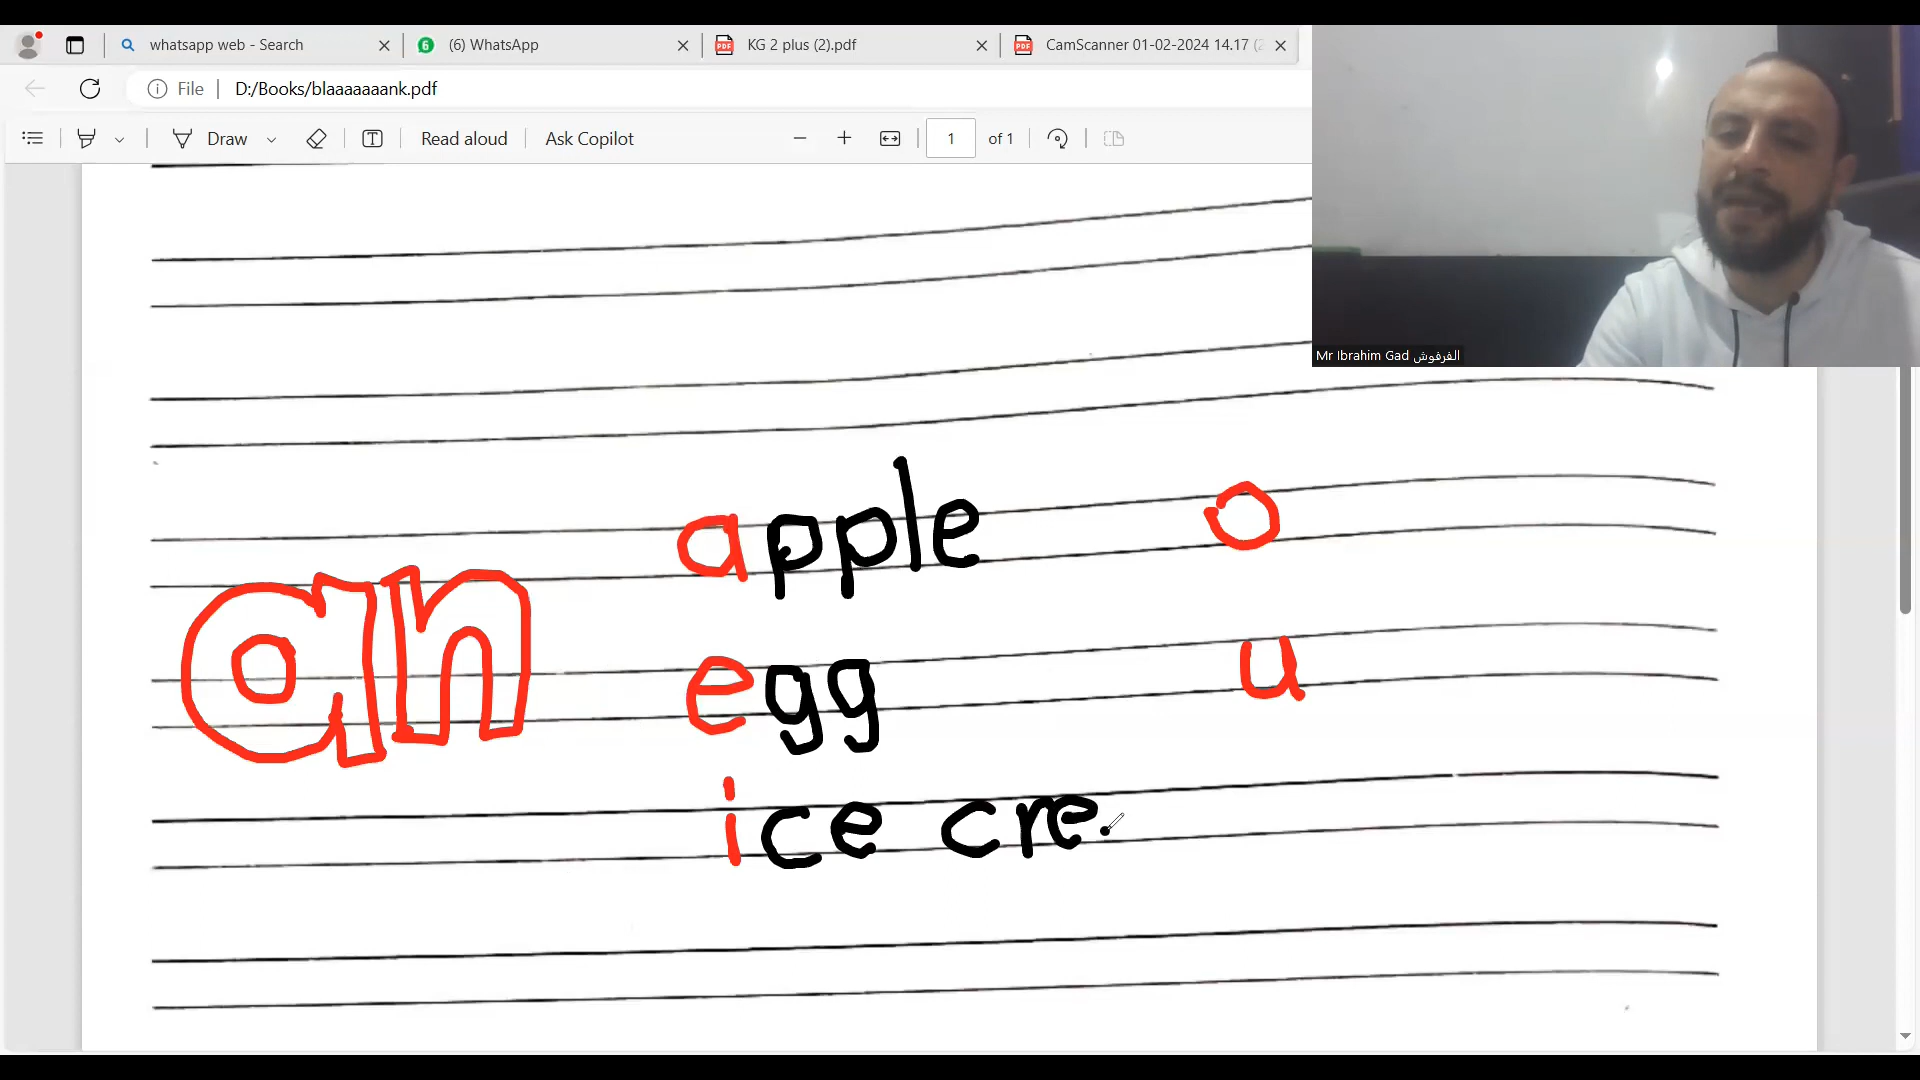 whatsapp web - Search
(6) WhatsApp
KG 2 plus (2).pdf
CamScanner 01-02-2024 14.17 (2
File
D:/Books/blaaaaaaank.pdf
Draw
Read aloud
Ask Copilot
1 of 1
Mr Ibrahim Gad الفرفوش
an
apple
o
egg
u
ice cre